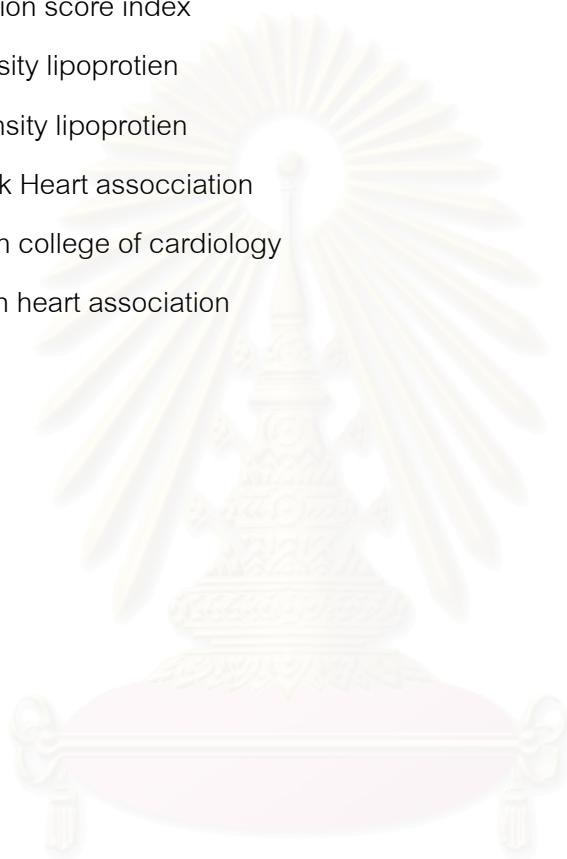 ion score index
sity lipoprotien
nsity lipoprotien
k Heart assocciation
n college of cardiology
n heart association